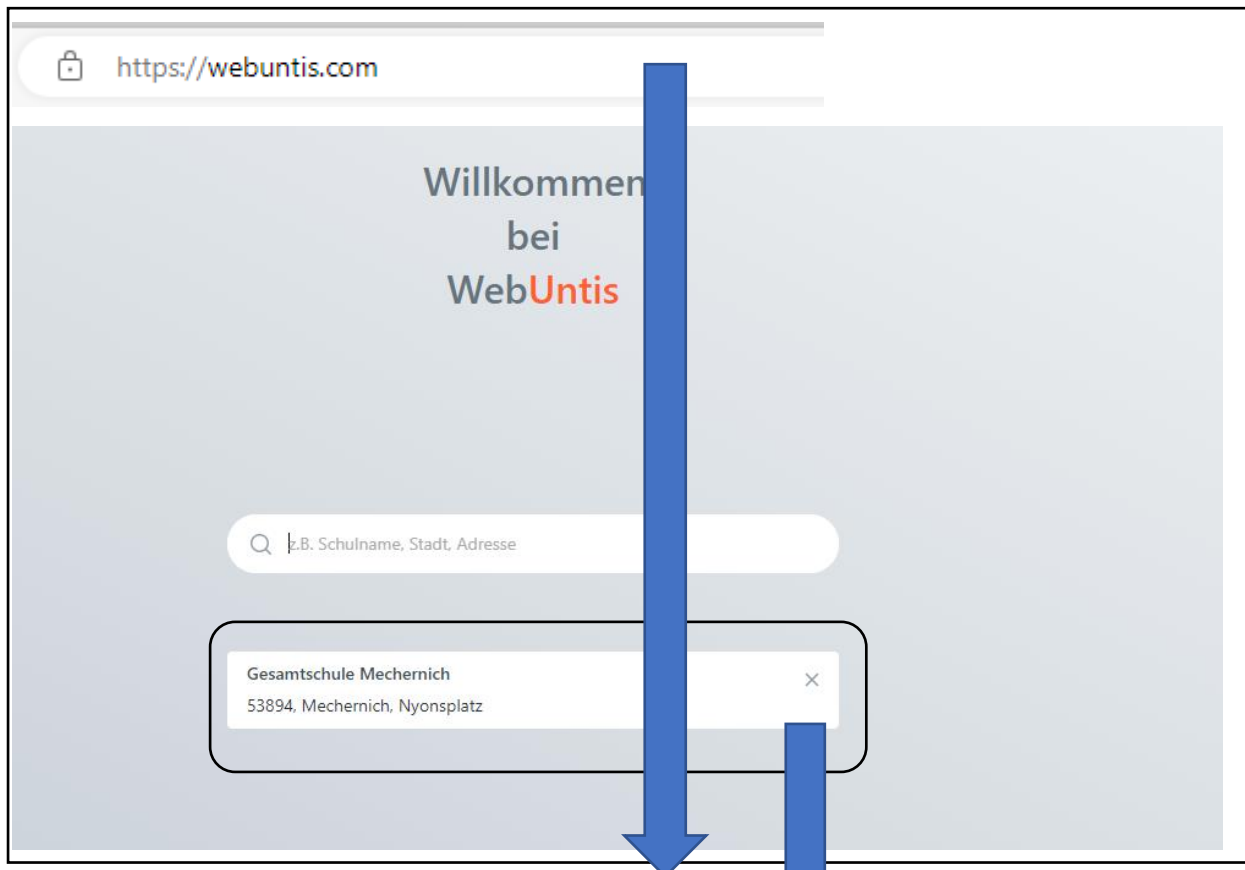 https://webuntis.com
Willkommen
bei
WebUntis
z.B. Schulname, Stadt, Adresse
Gesamtschule Mechernich
53894, Mechernich, Nyonsplatz